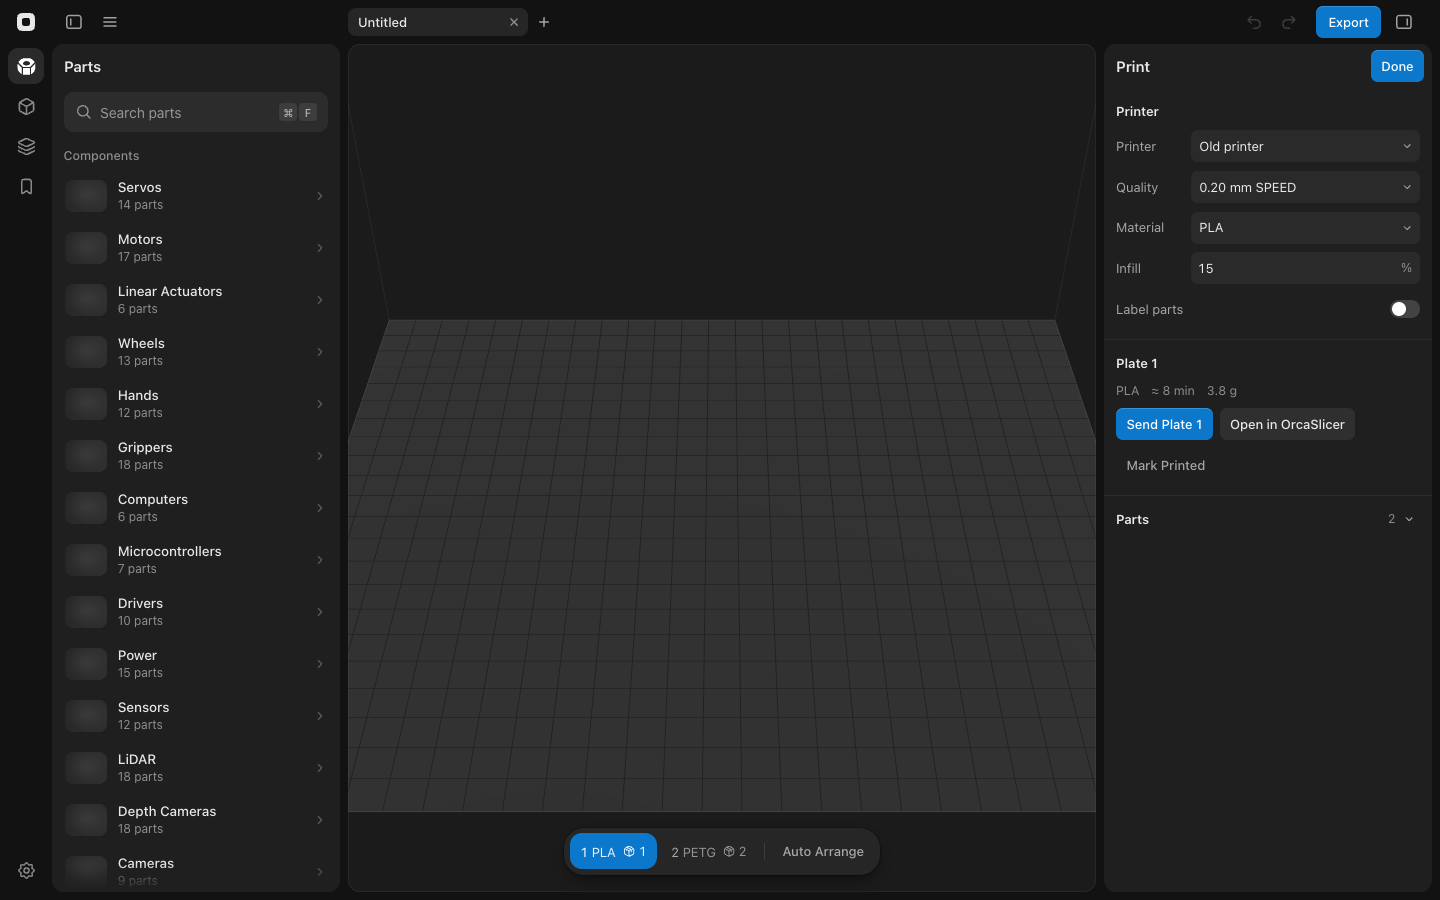 Untitled
Export
Parts
Search parts
⌘ F
Components
Servos
14 parts
Motors
17 parts
Linear Actuators
6 parts
Wheels
13 parts
Hands
12 parts
Grippers
18 parts
Computers
6 parts
Microcontrollers
7 parts
Drivers
10 parts
Power
15 parts
Sensors
12 parts
LiDAR
18 parts
Depth Cameras
18 parts
Cameras
9 parts
1 PLA 1
2 PETG 2
Auto Arrange
Print
Done
Printer
Printer Old printer
Quality 0.20 mm SPEED
Material PLA
Infill 15 %
Label parts
Plate 1
PLA ≈ 8 min 3.8 g
Send Plate 1
Open in OrcaSlicer
Mark Printed
Parts 2